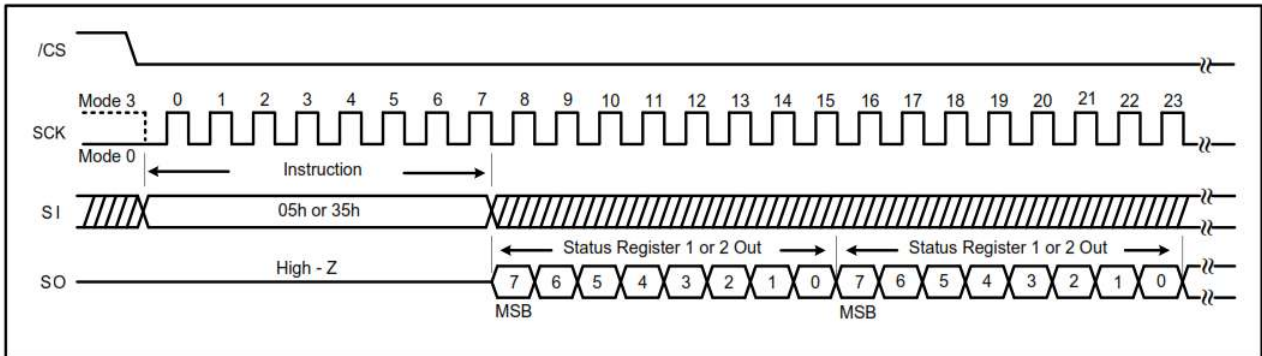 /CS
Mode 3 0 1 2 3 4 5 6 7 8 9 10 11 12 13 14 15 16 17 18 19 20 21 22 23
SCK
Mode 0
Instruction
SI 05h or 35h
Status Register 1 or 2 Out Status Register 1 or 2 Out
High - Z
SO 7 6 5 4 3 2 1 0 7 6 5 4 3 2 1 0
MSB MSB